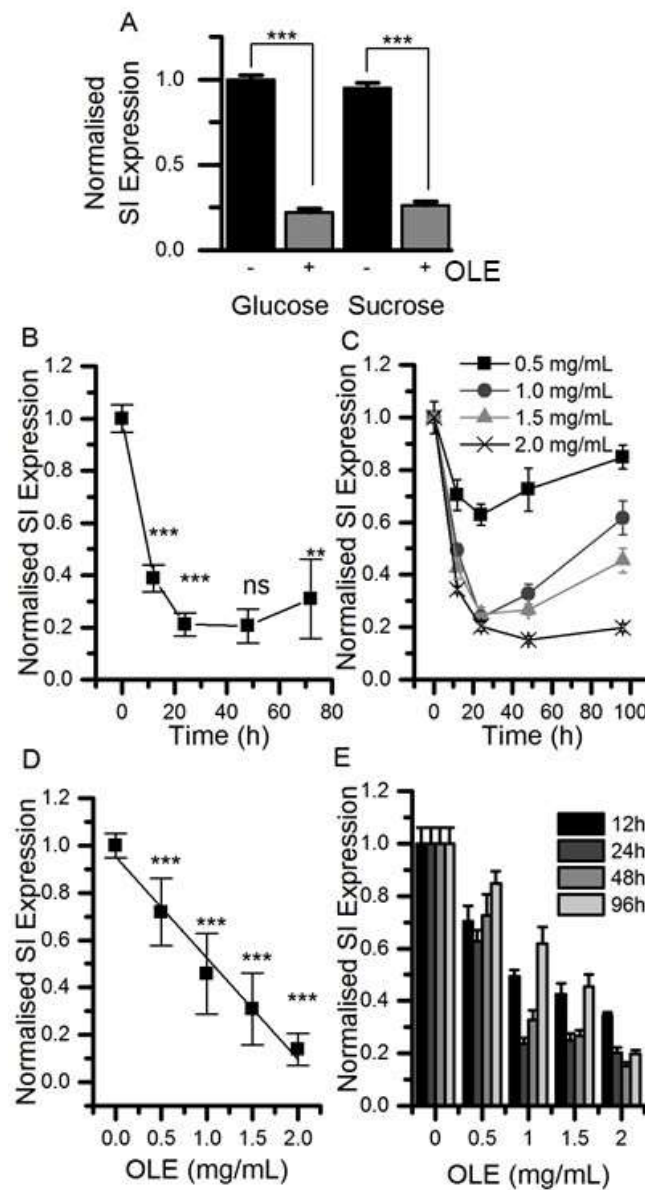 A
Normalised
SI Expression
1.0
0.5
0.0
***
***
- + - + OLE
Glucose Sucrose
B
Normalised SI Expression
1.2
1.0
0.8
0.6
0.4
0.2
0.0
***
***
ns
**
0 20 40 60 80
Time (h)
C
Normalised SI Expression
1.2
1.0
0.8
0.6
0.4
0.2
0.0
0.5 mg/mL
1.0 mg/mL
1.5 mg/mL
2.0 mg/mL
0 20 40 60 80 100
Time (h)
D
Normalised SI Expression
1.2
1.0
0.8
0.6
0.4
0.2
0.0
***
***
***
***
0.0 0.5 1.0 1.5 2.0
OLE (mg/mL)
E
Normalised SI Expression
1.2
1.0
0.8
0.6
0.4
0.2
0.0
12h
24h
48h
96h
0 0.5 1 1.5 2
OLE (mg/mL)